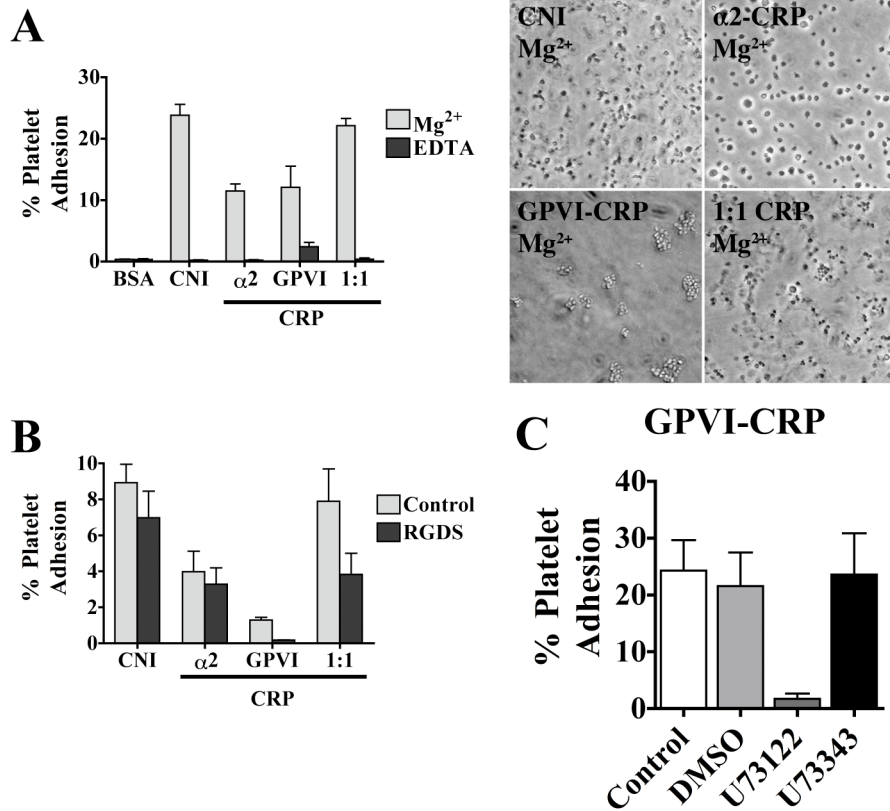 A
30
20
10
0
% Platelet
Adhesion
Mg²⁺
EDTA
BSA CNI α2 GPVI 1:1
CRP
CNI
Mg²⁺
α2-CRP
Mg²⁺
GPVI-CRP
Mg²⁺
1:1 CRP
Mg²⁺
B
10
8
6
4
2
0
% Platelet
Adhesion
Control
RGDS
CNI α2 GPVI 1:1
CRP
C
GPVI-CRP
40
30
20
10
0
% Platelet
Adhesion
Control
DMSO
U73122
U73343